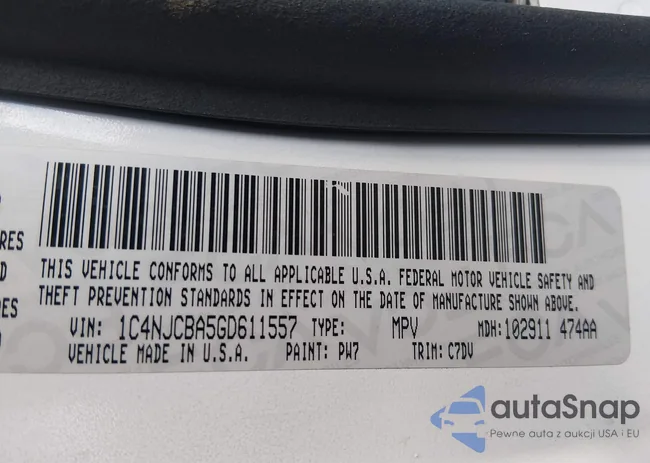 RES
D
S
THIS VEHICLE CONFORMS TO ALL APPLICABLE U.S.A. FEDERAL MOTOR VEHICLE SAFETY AND
THEFT PREVENTION STANDARDS IN EFFECT ON THE DATE OF MANUFACTURE SHOWN ABOVE.
VIN: 1C4NJCBA5GD611557 TYPE: MPV MDH: 102911 474AA
VEHICLE MADE IN U.S.A. PAINT: PW7 TRIM: C7DV
autaSnap
Pewne auta z aukcji USA i EU